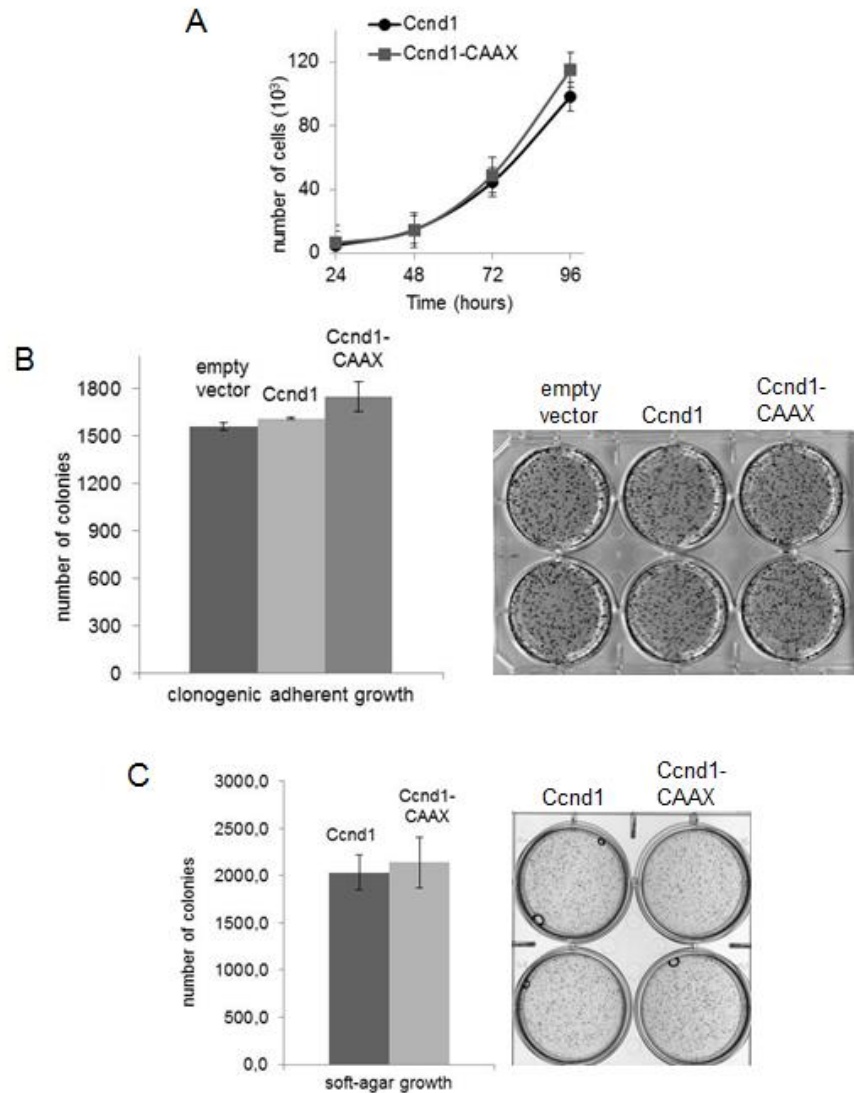 A
Ccnd1
Ccnd1-CAAX
number of cells (10³)
120
80
40
0
24 48 72 96
Time (hours)
B
number of colonies
1800
1500
1200
900
600
300
0
empty
vector
Ccnd1
Ccnd1-
CAAX
clonogenic adherent growth
empty
vector
Ccnd1
Ccnd1-
CAAX
C
number of colonies
3000,0
2500,0
2000,0
1500,0
1000,0
500,0
0,0
Ccnd1
Ccnd1-
CAAX
soft-agar growth
Ccnd1
Ccnd1-
CAAX